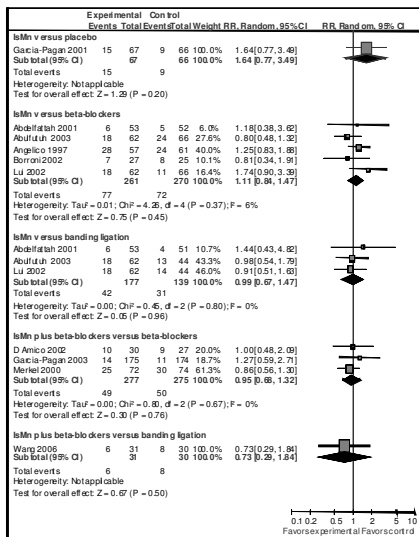 Experimental Control
Events Total Events Total Weight RR, Random, 95% CI RR, Random, 95% CI
IsMn versus placebo
Garcia-Pagan 2001 15 67 9 66 100.0% 1.64 [0.77, 3.49]
Subtotal (95% CI) 67 66 100.0% 1.64 [0.77, 3.49]
Total events 15 9
Heterogeneity: Not applicable
Test for overall effect: Z = 1.29 (P = 0.20)
IsMn versus beta-blockers
Abdelfattah 2001 6 53 5 52 6.0% 1.18 [0.38, 3.62]
Abufutuh 2003 18 62 24 66 27.6% 0.80 [0.48, 1.32]
Angelico 1997 28 57 24 61 40.0% 1.25 [0.83, 1.88]
Borroni 2002 7 27 8 25 10.1% 0.81 [0.34, 1.91]
Lui 2002 18 62 11 66 16.4% 1.74 [0.90, 3.39]
Subtotal (95% CI) 261 270 100.0% 1.11 [0.84, 1.47]
Total events 77 72
Heterogeneity: Tau² = 0.01; Chi² = 4.26, df = 4 (P = 0.37); I² = 6%
Test for overall effect: Z = 0.75 (P = 0.45)
IsMn versus banding ligation
Abdelfattah 2001 6 53 4 51 10.7% 1.44 [0.43, 4.82]
Abufutuh 2003 18 62 13 44 43.3% 0.98 [0.54, 1.79]
Lui 2002 18 62 14 44 46.0% 0.91 [0.51, 1.63]
Subtotal (95% CI) 177 139 100.0% 0.99 [0.67, 1.47]
Total events 42 31
Heterogeneity: Tau² = 0.00; Chi² = 0.45, df = 2 (P = 0.80); I² = 0%
Test for overall effect: Z = 0.05 (P = 0.96)
IsMn plus beta-blockers versus beta-blockers
D Amico 2002 10 30 9 27 20.0% 1.00 [0.48, 2.09]
Garcia-Pagan 2003 14 175 11 174 18.7% 1.27 [0.59, 2.71]
Merkel 2000 25 72 30 74 61.3% 0.86 [0.56, 1.30]
Subtotal (95% CI) 277 275 100.0% 0.95 [0.68, 1.32]
Total events 49 50
Heterogeneity: Tau² = 0.00; Chi² = 0.80, df = 2 (P = 0.67); I² = 0%
Test for overall effect: Z = 0.30 (P = 0.76)
IsMn plus beta-blockers versus banding ligation
Wang 2006 6 31 8 30 100.0% 0.73 [0.29, 1.84]
Subtotal (95% CI) 31 30 100.0% 0.73 [0.29, 1.84]
Total events 6 8
Heterogeneity: Not applicable
Test for overall effect: Z = 0.67 (P = 0.50)
0.1 0.2 0.5 1 2 5 10
Favors experimental Favors control